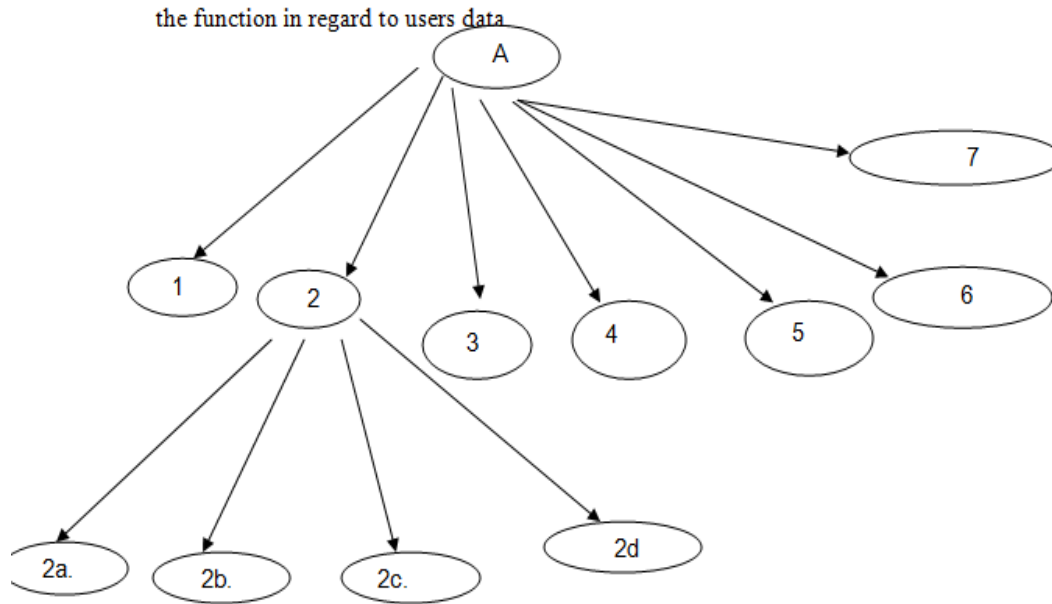 the function in regard to users data
A
7
1
2
6
3
4
5
2a.
2b.
2c.
2d